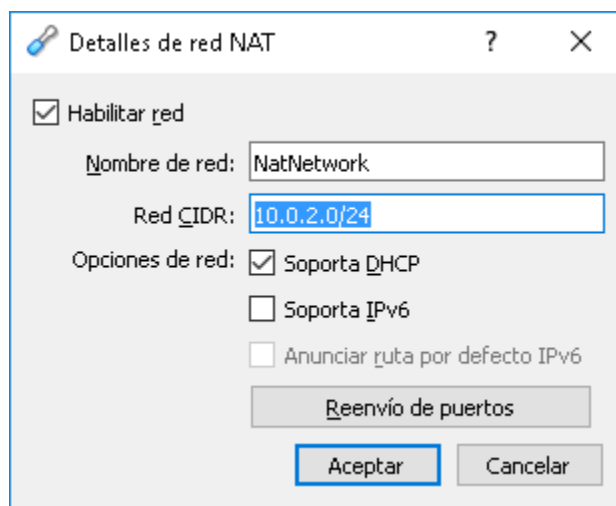 Detalles de red NAT ?
Habilitar red
Nombre de red: NatNetwork
Red CIDR: 10.0.2.0/24
Opciones de red: Soporta DHCP
Soporta IPv6
Anunciar ruta por defecto IPv6
Reenvío de puertos
Aceptar Cancelar